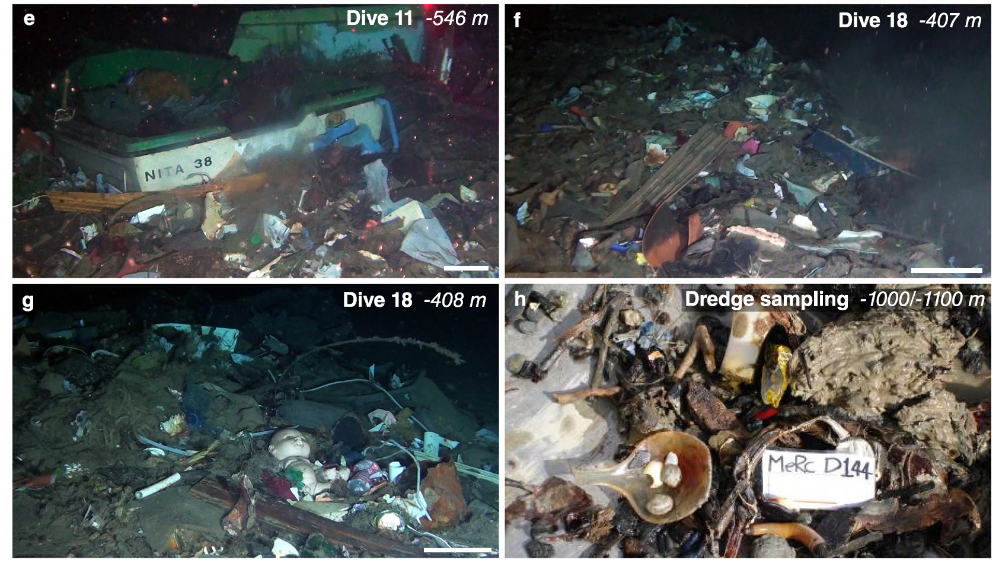 e
Dive 11 -546 m
NITA 38
f
Dive 18 -407 m
g
Dive 18 -408 m
h
Dredge sampling -1000/-1100 m
MeRc D144